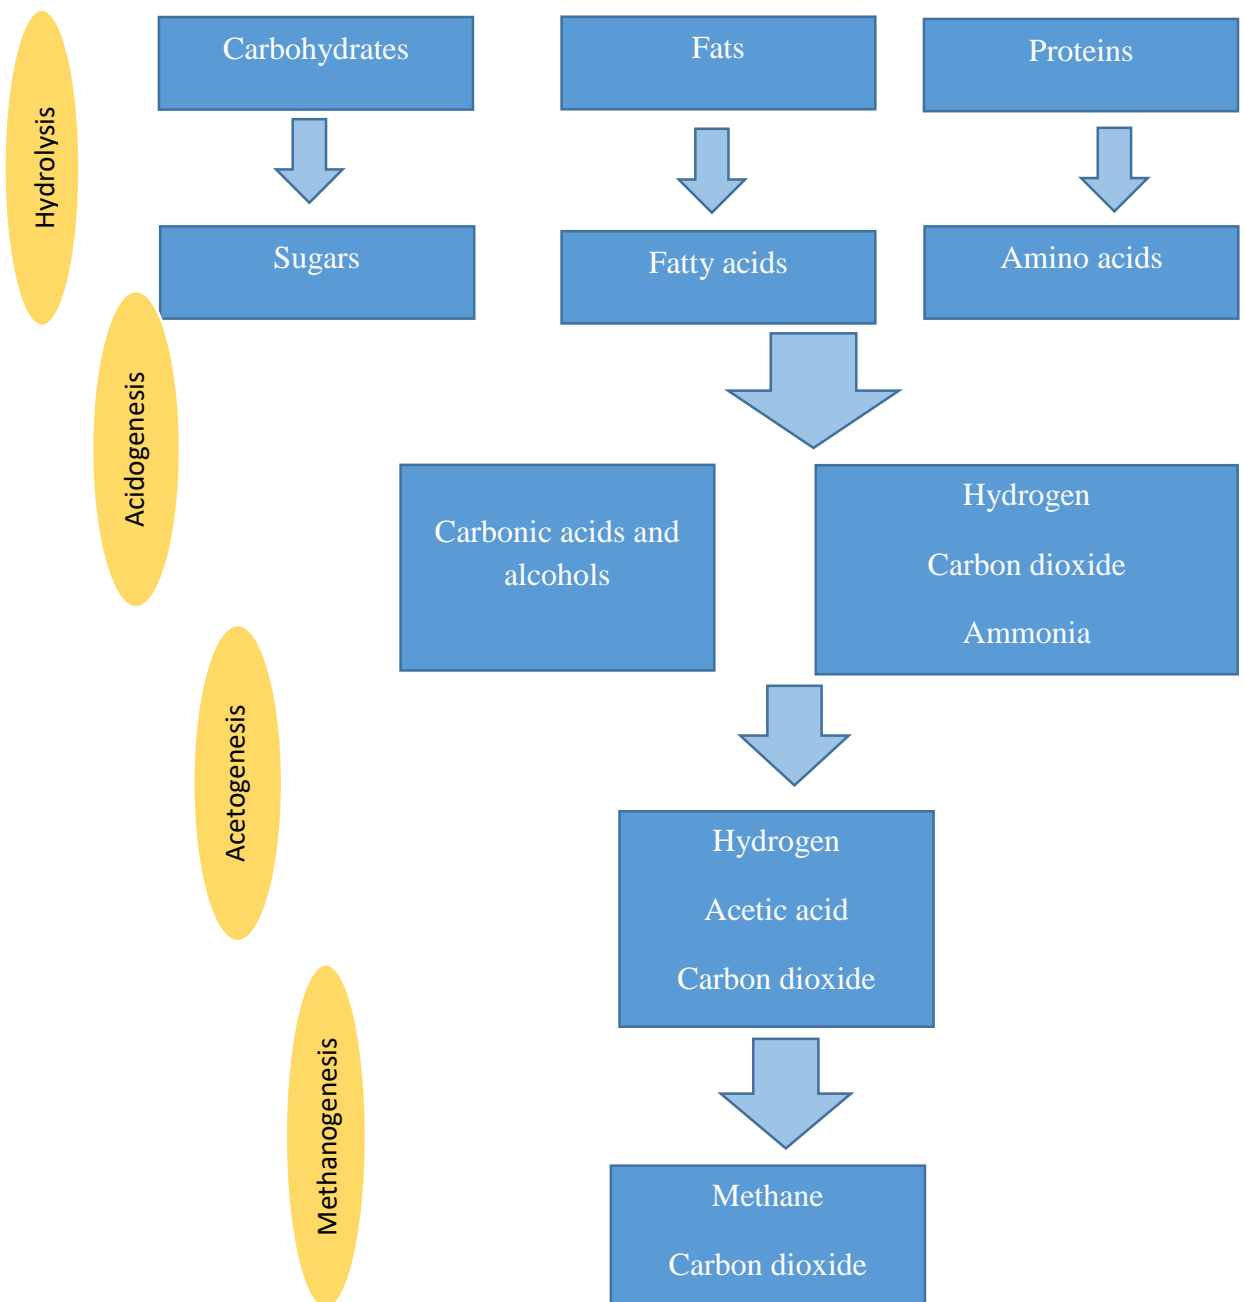 Hydrolysis
Carbohydrates
Fats
Proteins
Sugars
Fatty acids
Amino acids
Acidogenesis
Carbonic acids and
alcohols
Hydrogen
Carbon dioxide
Ammonia
Acetogenesis
Hydrogen
Acetic acid
Carbon dioxide
Methanogenesis
Methane
Carbon dioxide